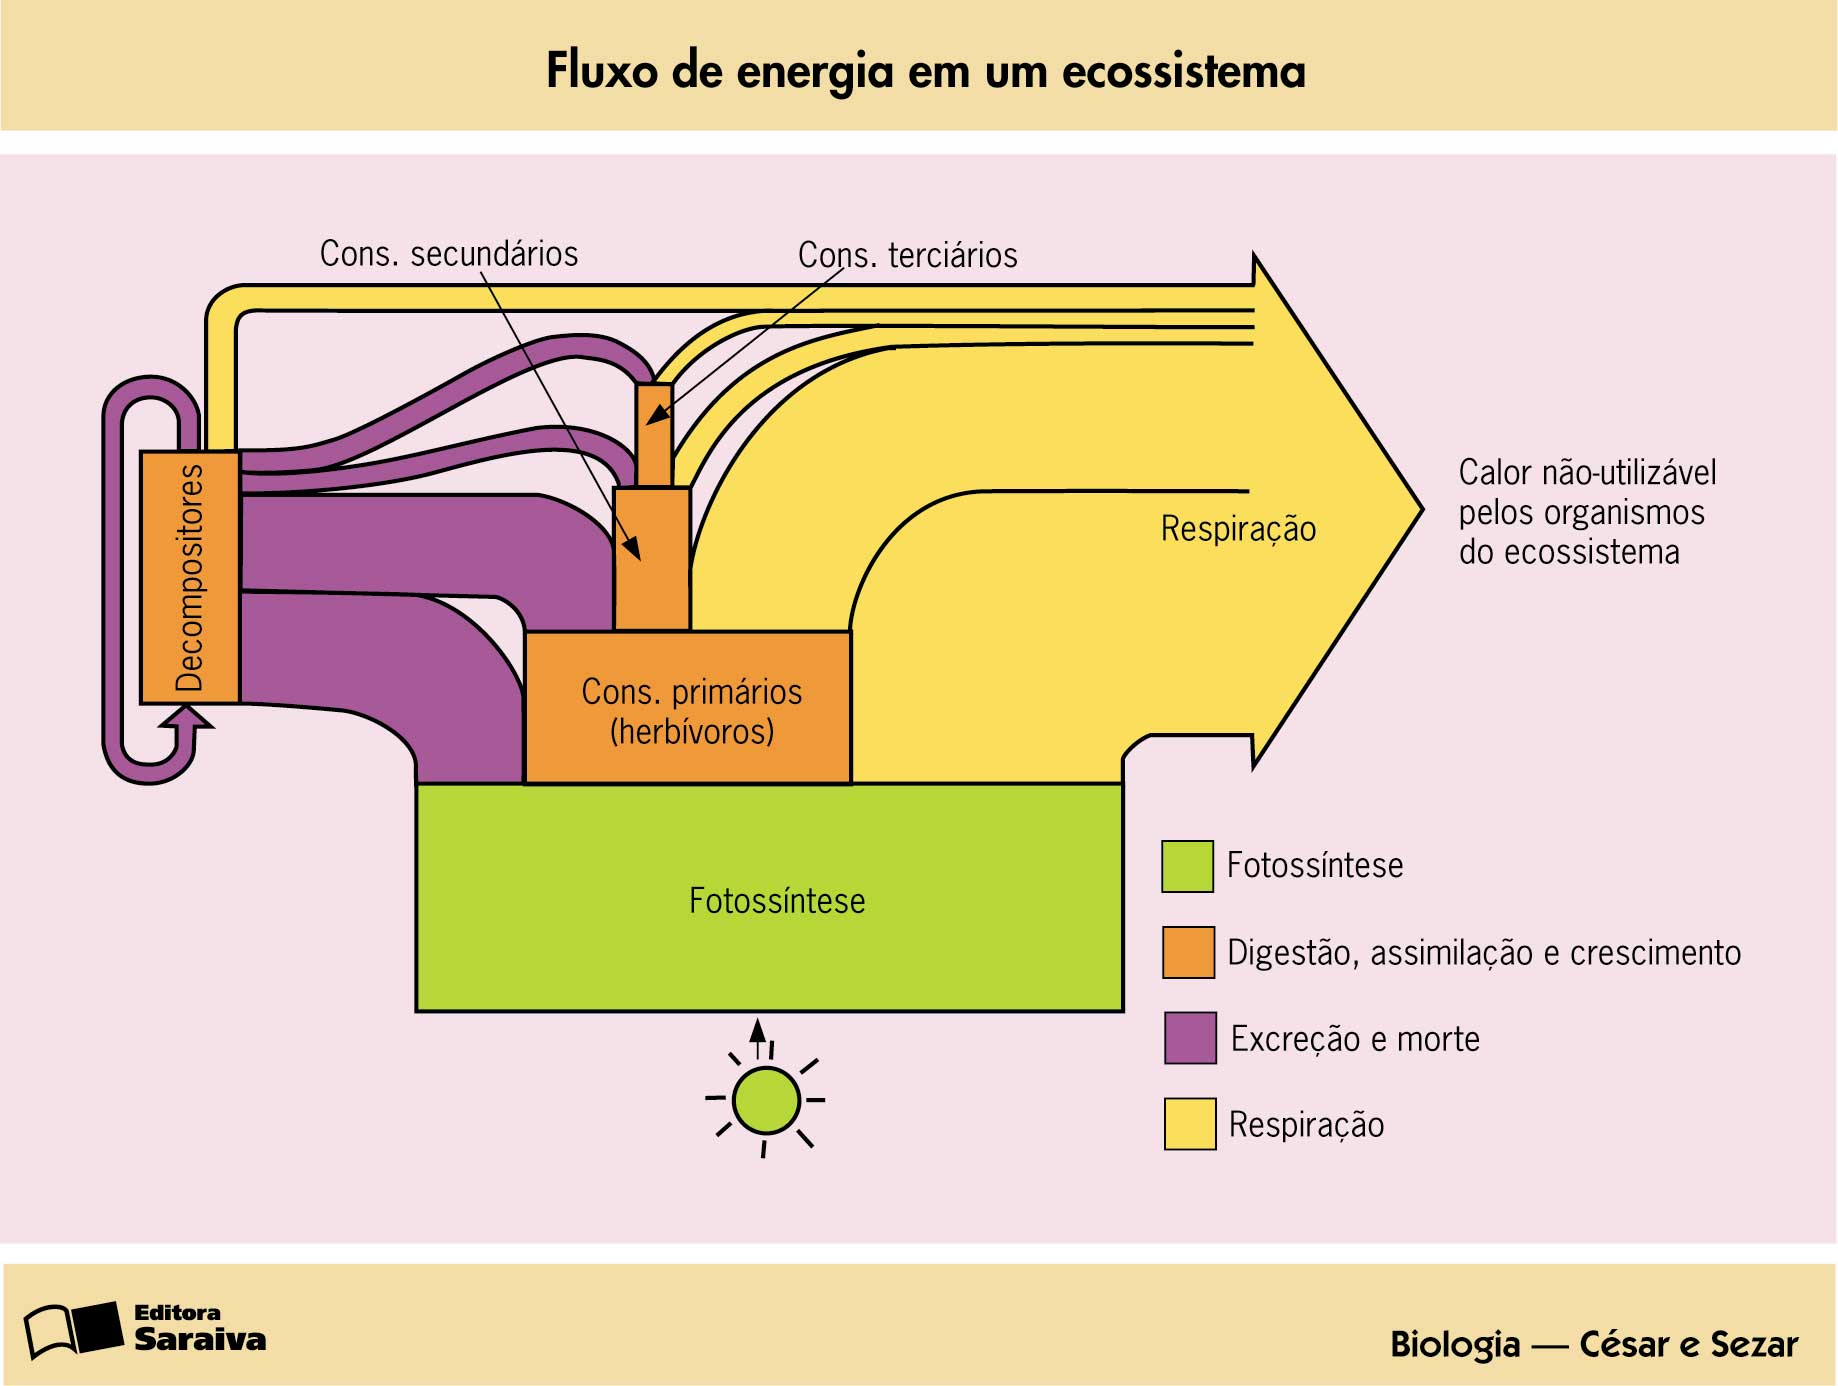 Fluxo de energia em um ecossistema
Cons. secundários
Cons. terciários
Decompositores
Calor não-utilizável
pelos organismos
do ecossistema
Respiração
Cons. primários
(herbívoros)
Fotossíntese
Fotossíntese
Digestão, assimilação e crescimento
Excreção e morte
Respiração
Editora
Saraiva
Biologia — César e Sezar